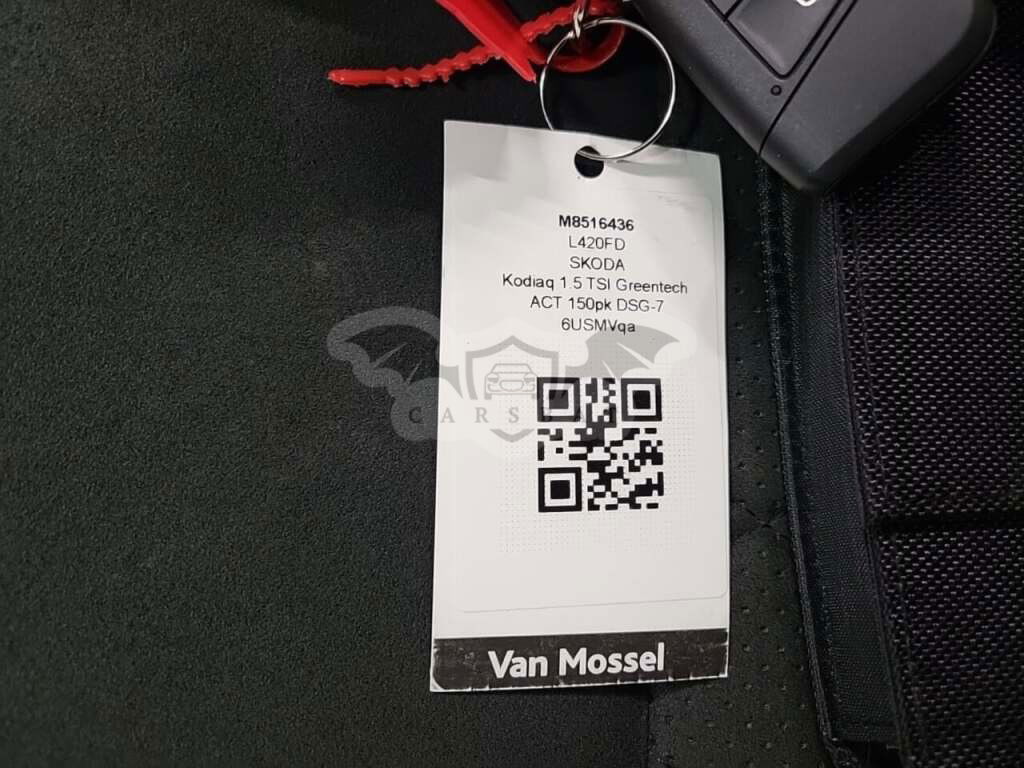 M8516436
L420FD
SKODA
Kodiaq 1.5 TSI Greentech
ACT 150pk DSG-7
6USMVqa
Van Mossel